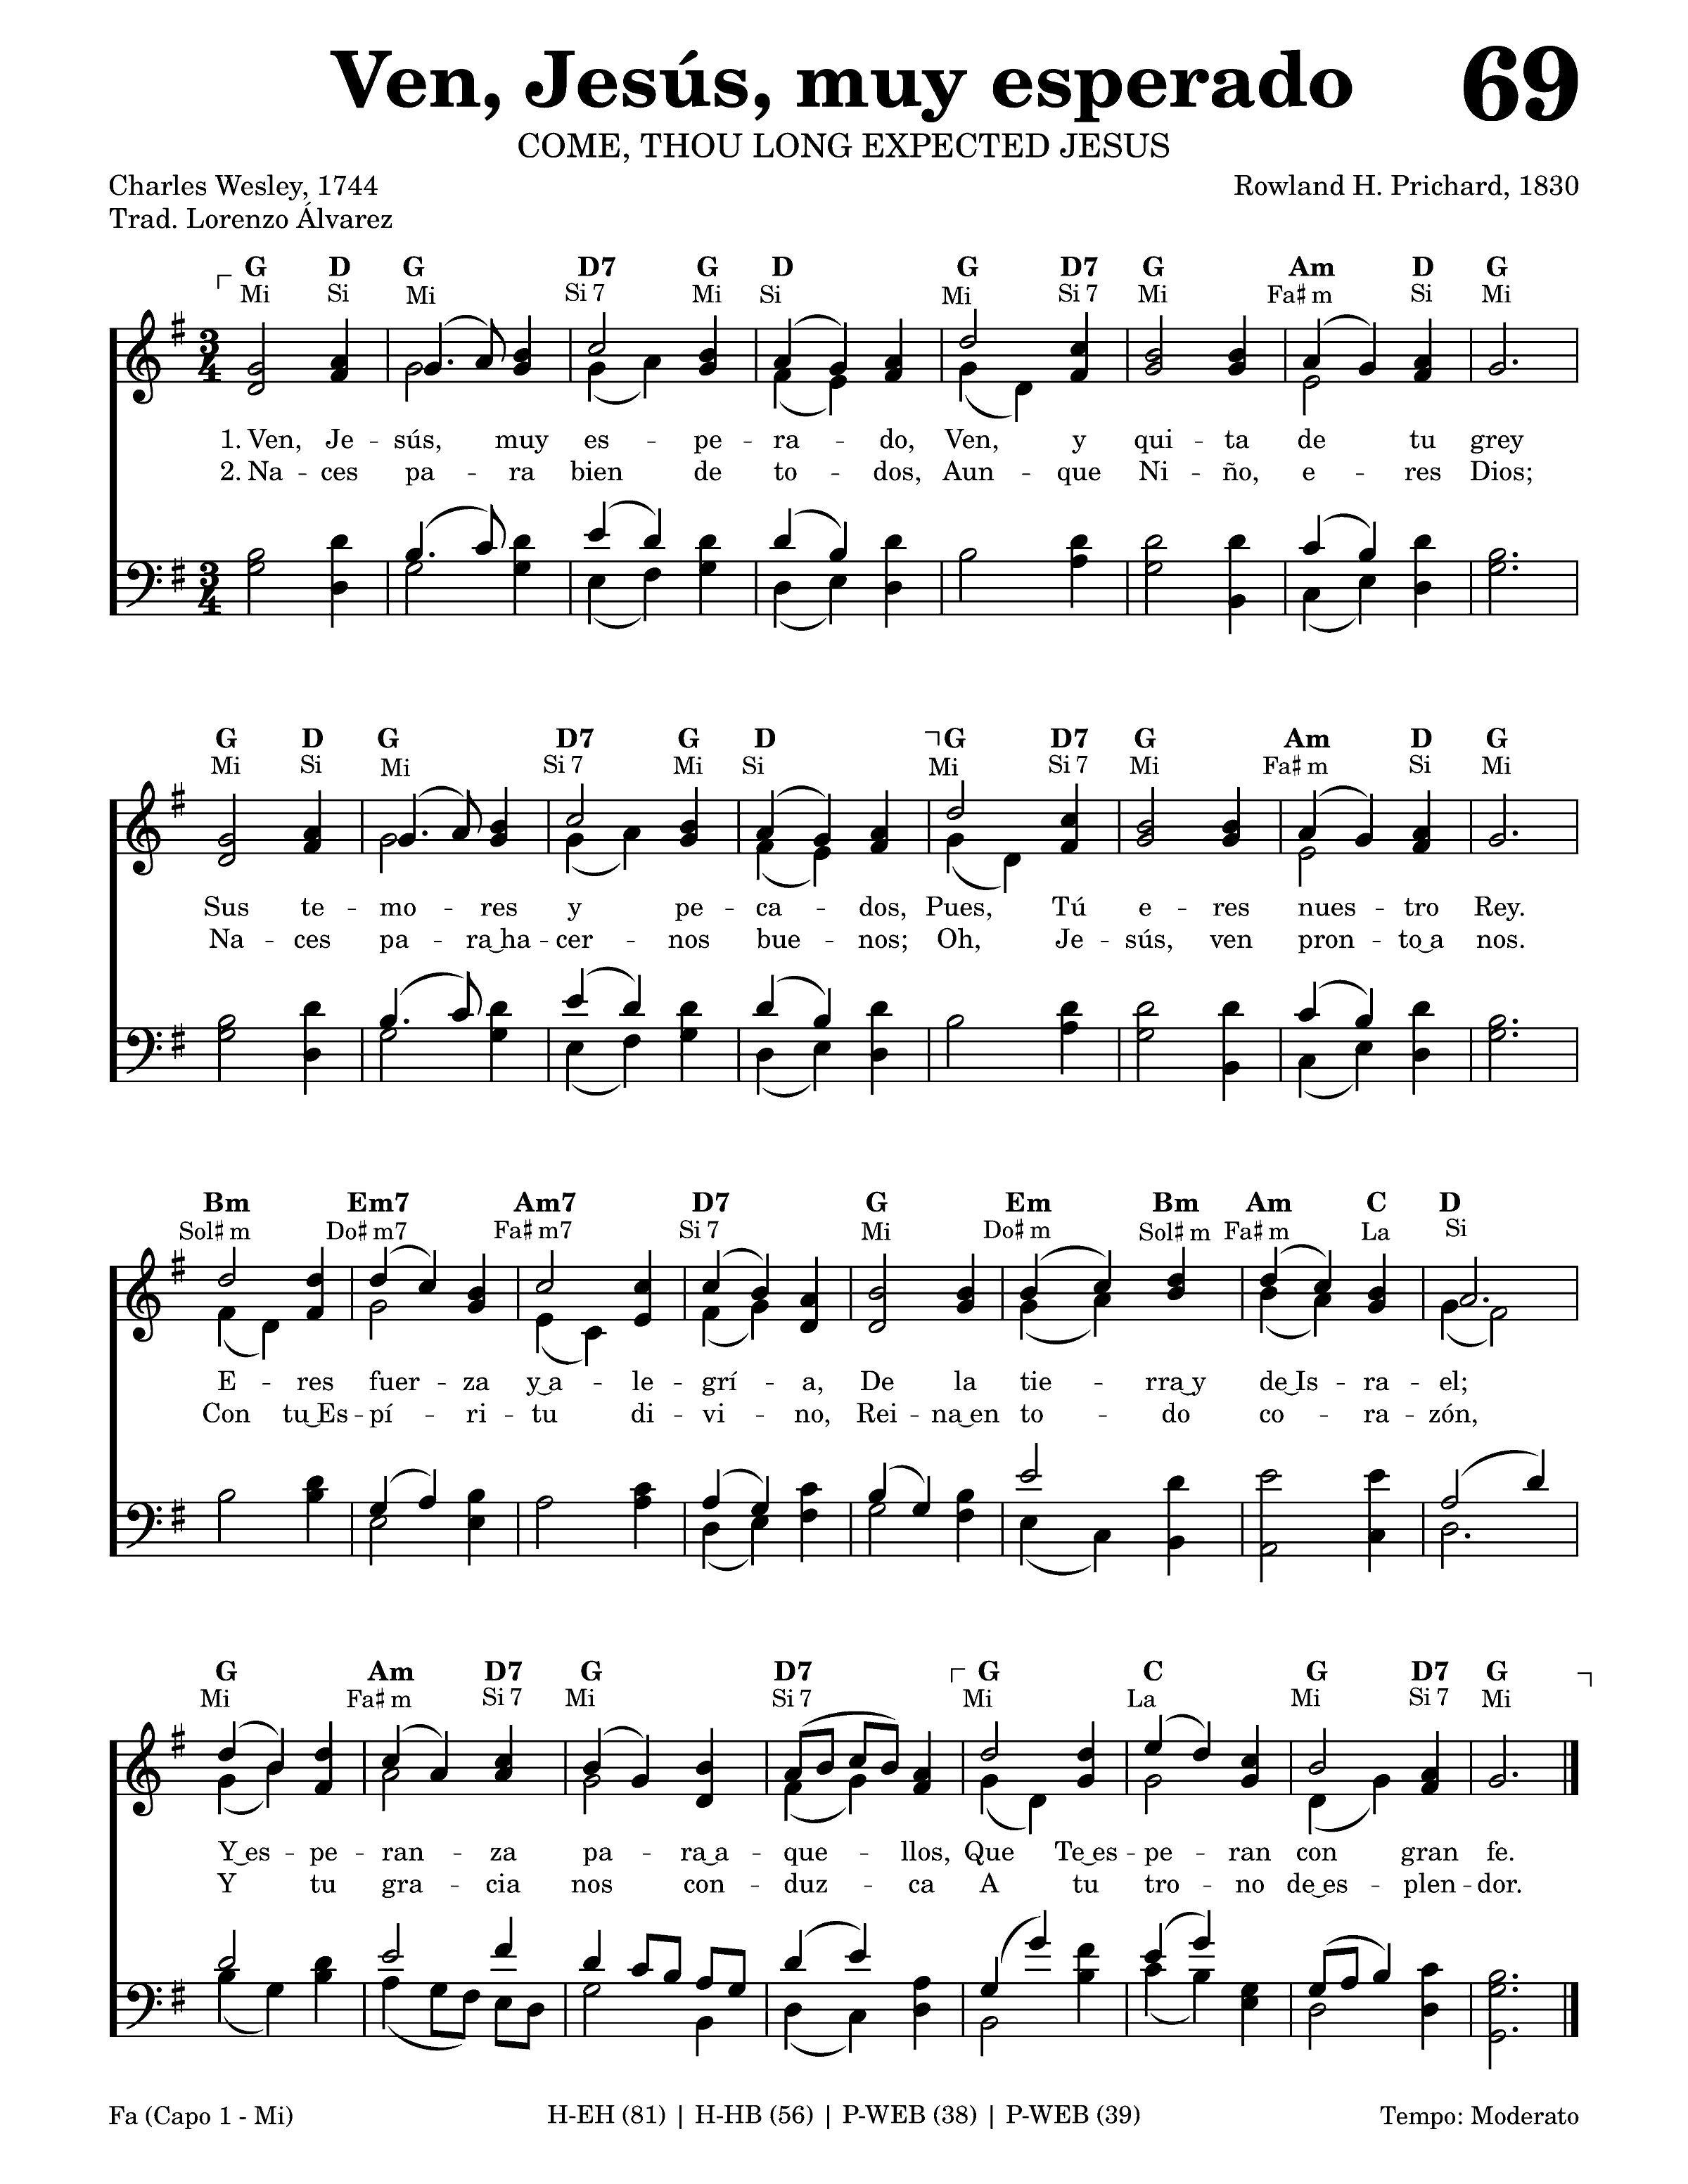 Ven, Jesús, muy esperado 69
COME, THOU LONG EXPECTED JESUS
Charles Wesley, 1744 Rowland H. Prichard, 1830
Trad. Lorenzo Álvarez
G D G D7 G D G D7 G Am D G
Mi Si Mi Si 7 Mi Si Mi Si 7 Mi Fa♯m Si Mi
3 4
1. Ven, Je -- sús, muy es -- pe -- ra -- do, Ven, y qui -- ta de tu grey
2. Na -- ces pa -- ra bien de to -- dos, Aun -- que Ni -- ño, e -- res Dios;
3 4
G D G D7 G D G D7 G Am D G
Mi Si Mi Si 7 Mi Si Mi Si 7 Mi Fa♯m Si Mi
Sus te -- mo -- res y pe -- ca -- dos, Pues, Tú e -- res nues -- tro Rey.
Na -- ces pa -- ra‿ha -- cer -- nos bue -- nos; Oh, Je -- sús, ven pron -- to‿a nos.
Bm Em7 Am7 D7 G Em Bm Am C D
Sol♯m Do♯m7 Fa♯m7 Si 7 Mi Do♯m Sol♯m Fa♯m La Si
E -- res fuer -- za y‿a -- le -- grí -- a, De la tie -- rra‿y de‿Is -- ra -- el;
Con tu‿Es -- pí -- ri -- tu di -- vi -- no, Rei -- na‿en to -- do co -- ra -- zón,
G Am D7 G D7 G C G D7 G
Mi Fa♯m Si 7 Mi Si 7 Mi La Mi Si 7 Mi
Y‿es -- pe -- ran -- za pa -- ra‿a -- que -- llos, Que Te‿es -- pe -- ran con gran fe.
Y tu gra -- cia nos con -- duz -- ca A tu tro -- no de‿es -- plen -- dor.
Fa (Capo 1 - Mi) H-EH (81) | H-HB (56) | P-WEB (38) | P-WEB (39) Tempo: Moderato